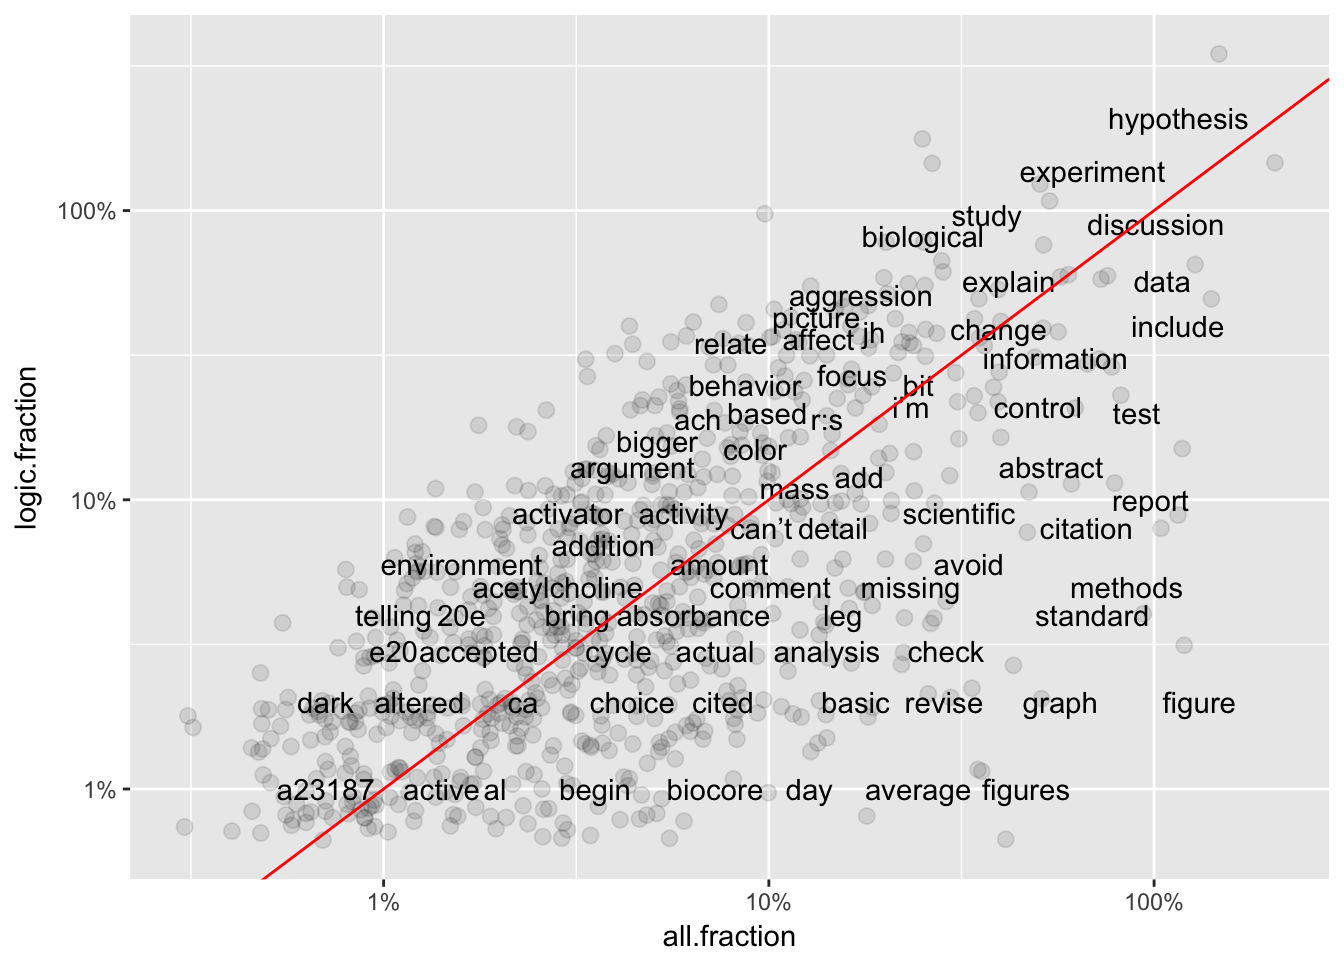 hypothesis
experiment
study
discussion
biological
explain
data
aggression
picture
include
change
affect jh
relate
information
focus
behavior
bit
i'm
control
based
test
ach
r:s
bigger
color
argument
abstract
add
mass
report
activator
activity
scientific
can't detail
citation
addition
environment
amount
avoid
acetylcholine
comment
missing
methods
telling 20e
bring absorbance
leg
standard
e20 accepted
cycle
actual
analysis
check
dark
altered
ca
choice
cited
basic
revise
graph
figure
a23187
active al
begin
biocore
day
average
figures
100%
10%
1%
logic.fraction
1%
10%
100%
all.fraction